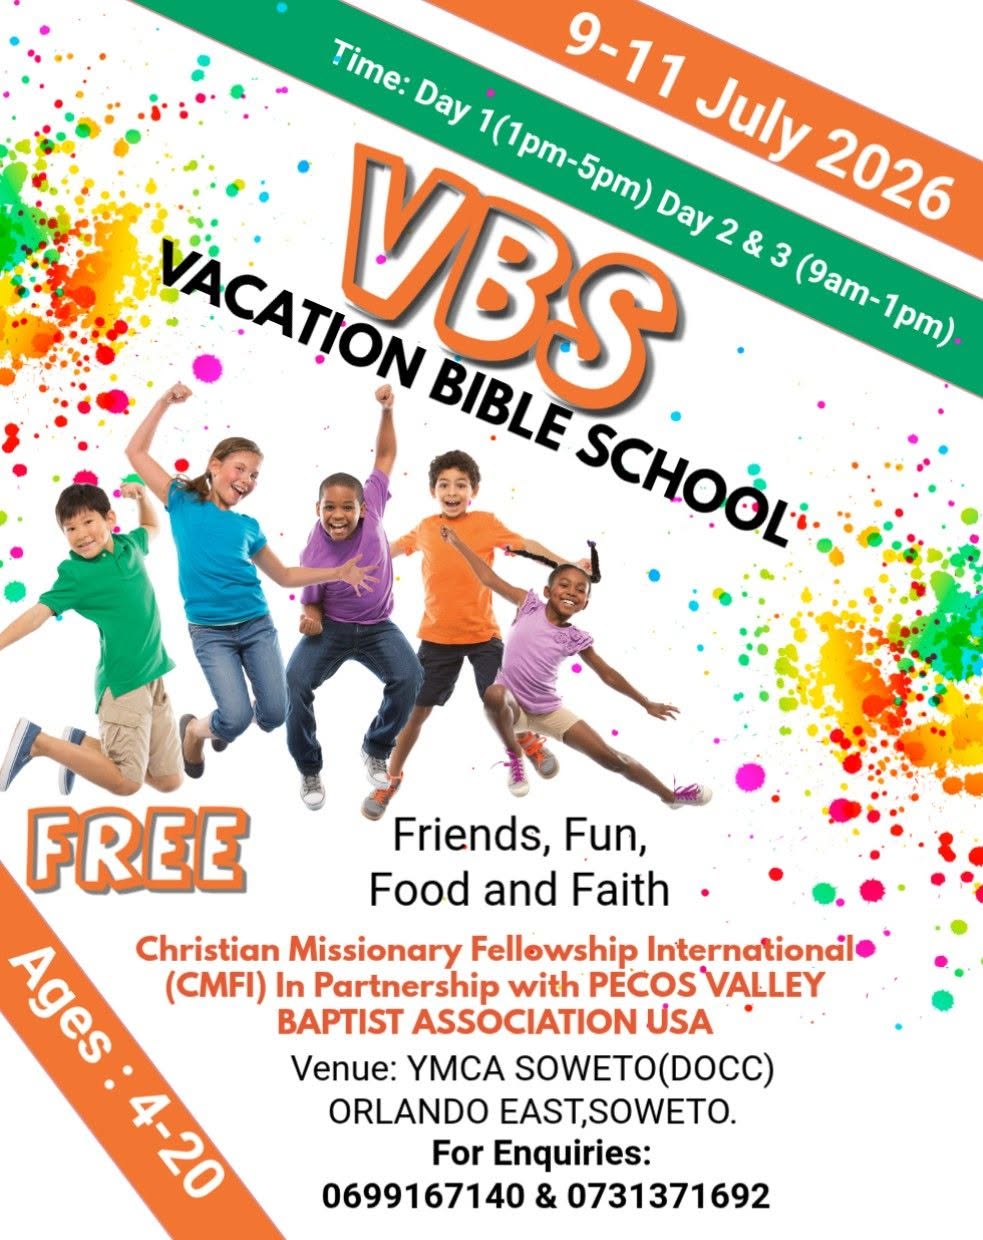 9-11 July 2026
Time: Day 1(1pm-5pm) Day 2 & 3 (9am-1pm)
VBS
VACATION BIBLE SCHOOL
FREE
Friends, Fun,
Food and Faith
Christian Missionary Fellowship International
(CMFI) In Partnership with PECOS VALLEY
BAPTIST ASSOCIATION USA
Venue: YMCA SOWETO(DOCC)
ORLANDO EAST,SOWETO.
For Enquiries:
0699167140 & 0731371692
Ages : 4-20